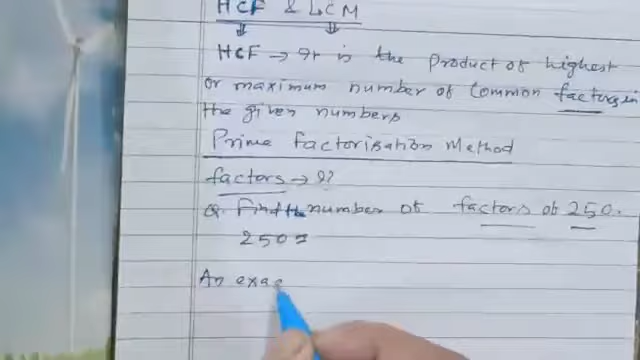 HCF & LCM
HCF → It is the product of highest
or maximum number of common factors in
the given numbers
Prime factorisation Method
factors → ??
Q. Find the number of factors of 250.
250 =
An exac